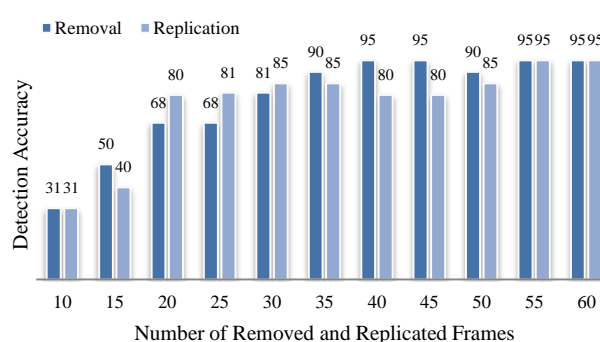 Removal Replication
31 31 50 40 68 80 68 81 81 85 90 85 95 80 95 80 90 85 95 95 95 95
Detection Accuracy
10 15 20 25 30 35 40 45 50 55 60
Number of Removed and Replicated Frames